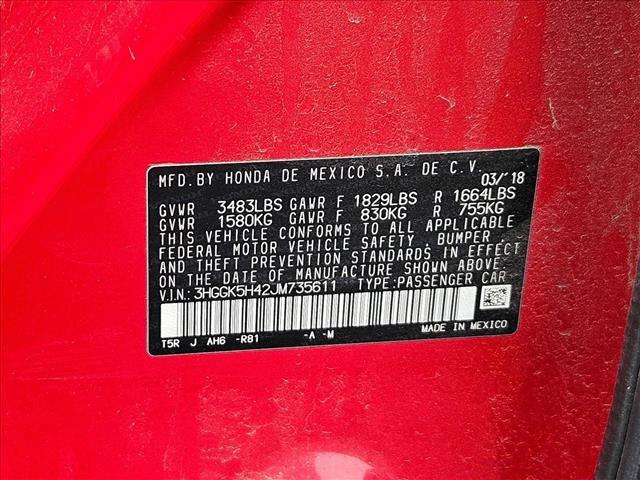 MFD.BY HONDA DE MEXICO S.A. DE C.V. 03/'18
GVWR 3483LBS GAWR F 1829LBS R 1664LBS
GVWR 1580KG GAWR F 830KG R 755KG
THIS VEHICLE CONFORMS TO ALL APPLICABLE
FEDERAL MOTOR VEHICLE SAFETY, BUMPER
AND THEFT PREVENTION STANDARDS IN EFFECT
ON THE DATE OF MANUFACTURE SHOWN ABOVE.
V.I.N.: 3HGGK5H42JM735611 TYPE:PASSENGER CAR
T5R J AH6 -R81 -A -M MADE IN MEXICO